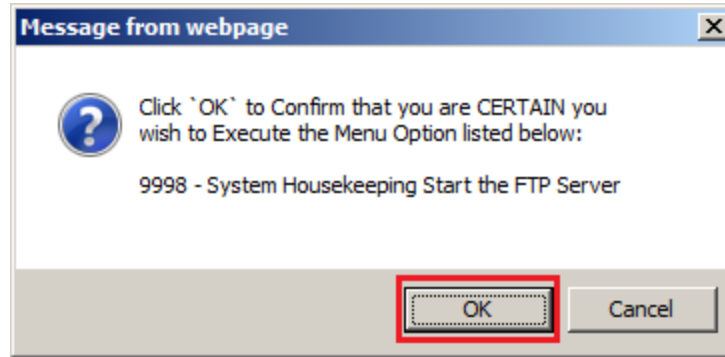 Message from webpage
Click `OK` to Confirm that you are CERTAIN you
wish to Execute the Menu Option listed below:
9998 - System Housekeeping Start the FTP Server
OK
Cancel